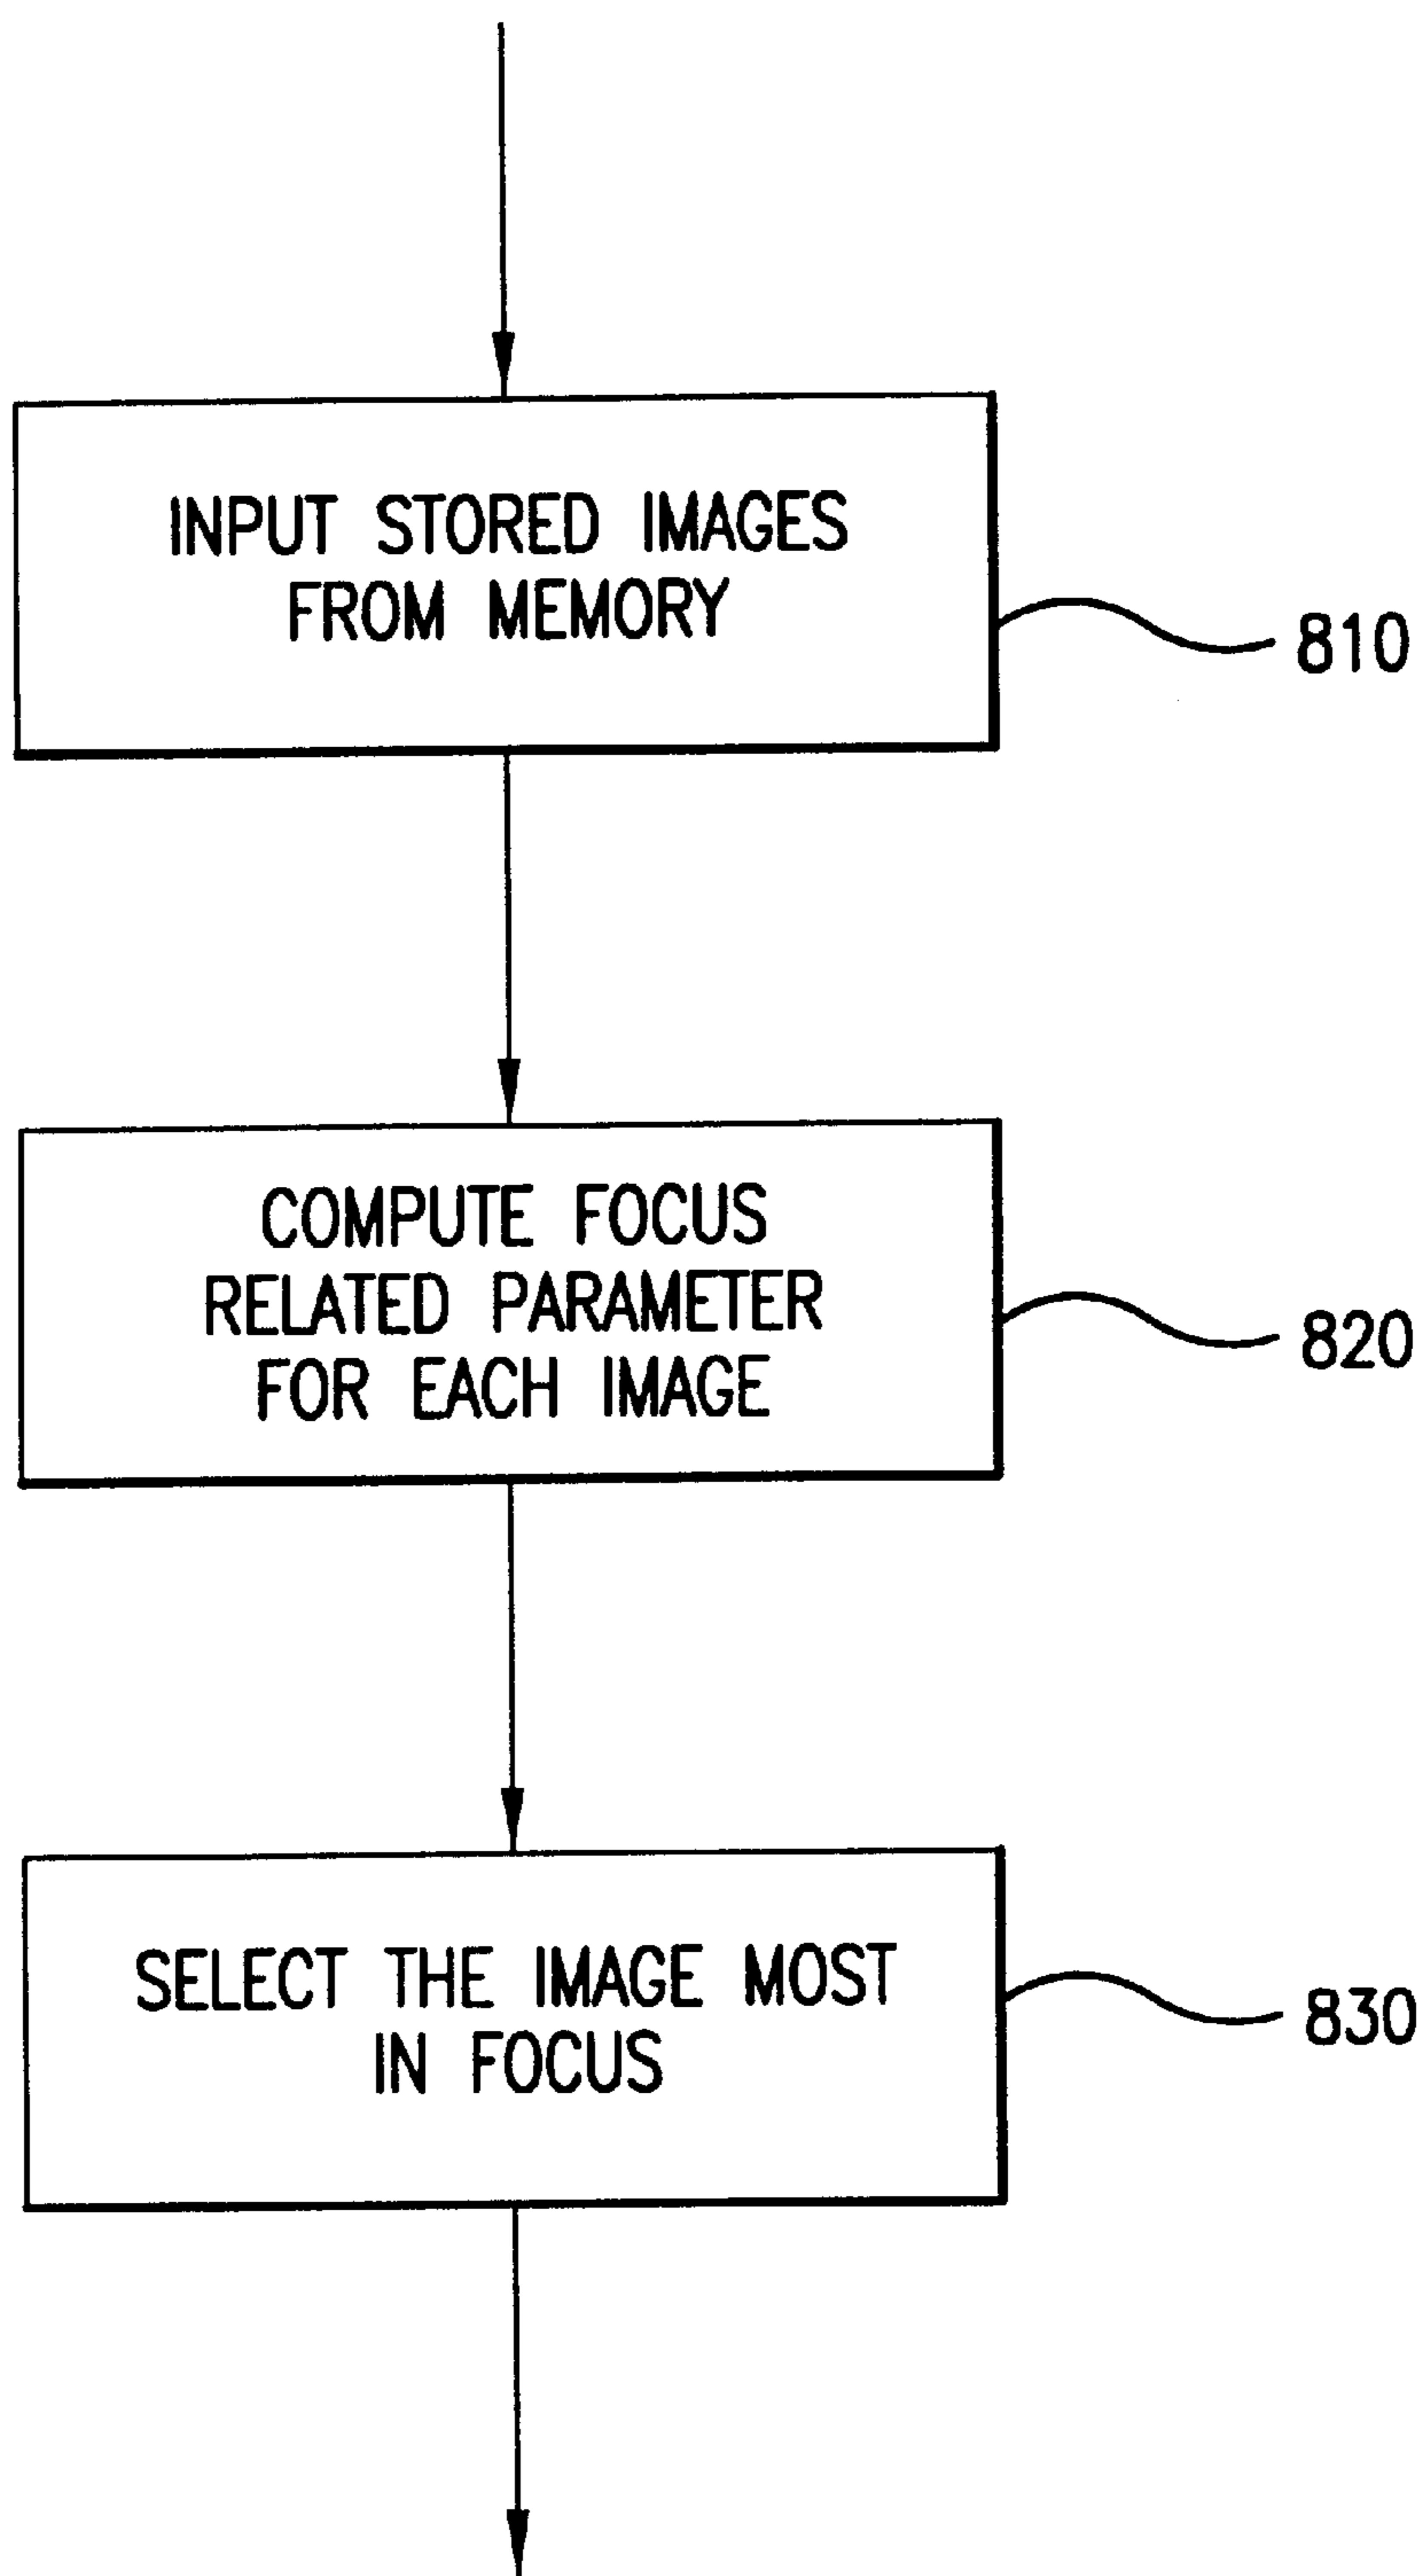 INPUT STORED IMAGES
FROM MEMORY
810
COMPUTE FOCUS
RELATED PARAMETER
FOR EACH IMAGE
820
SELECT THE IMAGE MOST
IN FOCUS
830